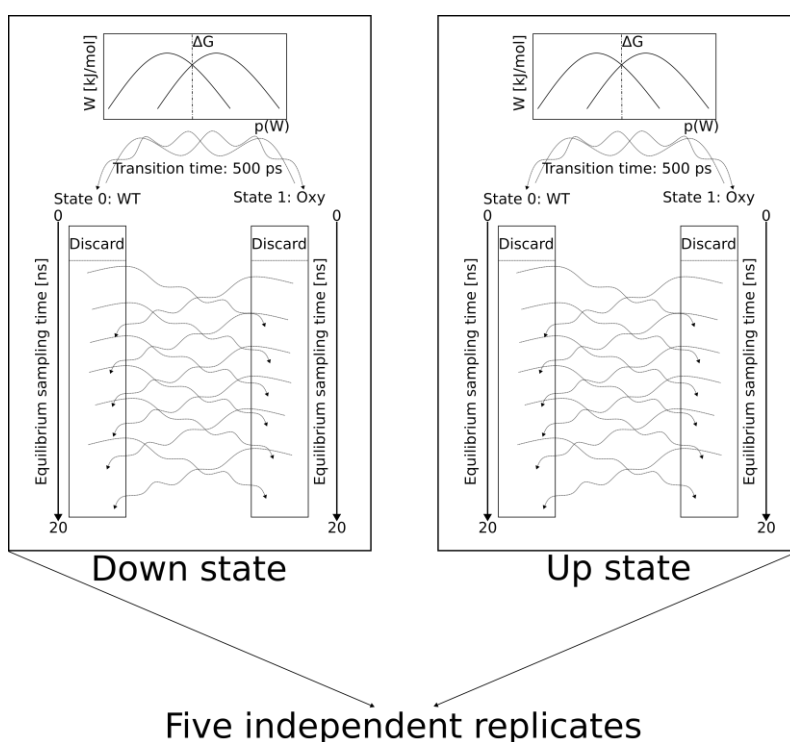 ΔG
W [kJ/mol]
p(W)
Transition time: 500 ps
State 0: WT
State 1: Oxy
0
0
Discard
Discard
Equilibrium sampling time [ns]
Equilibrium sampling time [ns]
20
20
Down state
ΔG
W [kJ/mol]
p(W)
Transition time: 500 ps
State 0: WT
State 1: Oxy
0
0
Discard
Discard
Equilibrium sampling time [ns]
Equilibrium sampling time [ns]
20
20
Up state
Five independent replicates